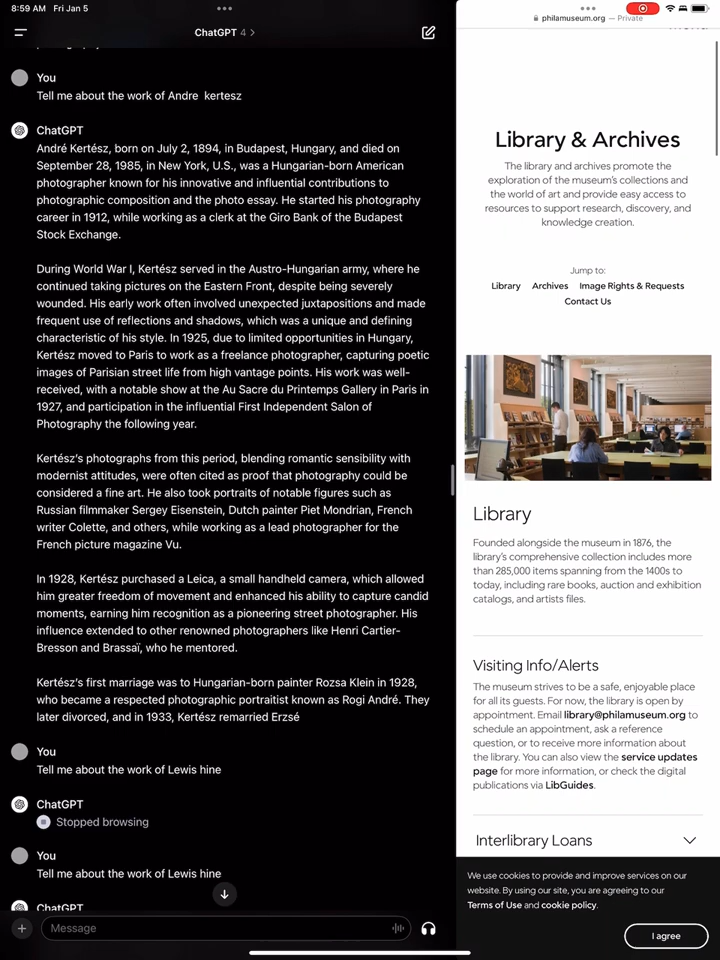 8:59 AM Fri Jan 5
ChatGPT 4 >
You
Tell me about the work of Andre kertesz
ChatGPT
André Kertész, born on July 2, 1894, in Budapest, Hungary, and died on
September 28, 1985, in New York, U.S., was a Hungarian-born American
photographer known for his innovative and influential contributions to
photographic composition and the photo essay. He started his photography
career in 1912, while working as a clerk at the Giro Bank of the Budapest
Stock Exchange.
During World War I, Kertész served in the Austro-Hungarian army, where he
continued taking pictures on the Eastern Front, despite being severely
wounded. His early work often involved unexpected juxtapositions and made
frequent use of reflections and shadows, which was a unique and defining
characteristic of his style. In 1925, due to limited opportunities in Hungary,
Kertész moved to Paris to work as a freelance photographer, capturing poetic
images of Parisian street life from high vantage points. His work was well-
received, with a notable show at the Au Sacre du Printemps Gallery in Paris in
1927, and participation in the influential First Independent Salon of
Photography the following year.
Kertész's photographs from this period, blending romantic sensibility with
modernist attitudes, were often cited as proof that photography could be
considered a fine art. He also took portraits of notable figures such as
Russian filmmaker Sergey Eisenstein, Dutch painter Piet Mondrian, French
writer Colette, and others, while working as a lead photographer for the
French picture magazine Vu.
In 1928, Kertész purchased a Leica, a small handheld camera, which allowed
him greater freedom of movement and enhanced his ability to capture candid
moments, earning him recognition as a pioneering street photographer. His
influence extended to other renowned photographers like Henri Cartier-
Bresson and Brassaï, who he mentored.
Kertész's first marriage was to Hungarian-born painter Rozsa Klein in 1928,
who became a respected photographic portraitist known as Rogi André. They
later divorced, and in 1933, Kertész remarried Erzsé
You
Tell me about the work of Lewis hine
ChatGPT
Stopped browsing
You
Tell me about the work of Lewis hine
ChatGPT
Message
philamuseum.org — Private
Library & Archives
The library and archives promote the
exploration of the museum's collections and
the world of art and provide easy access to
resources to support research, discovery, and
knowledge creation.
Jump to:
Library Archives Image Rights & Requests
Contact Us
Library
Founded alongside the museum in 1876, the
library's comprehensive collection includes more
than 285,000 items spanning from the 1400s to
today, including rare books, auction and exhibition
catalogs, and artists files.
Visiting Info/Alerts
The museum strives to be a safe, enjoyable place
for all its guests. For now, the library is open by
appointment. Email library@philamuseum.org to
schedule an appointment, ask a reference
question, or to receive more information about
the library. You can also view the service updates
page for more information, or check the digital
publications via LibGuides.
Interlibrary Loans
We use cookies to provide and improve services on our
website. By using our site, you are agreeing to our
Terms of Use and cookie policy.
I agree